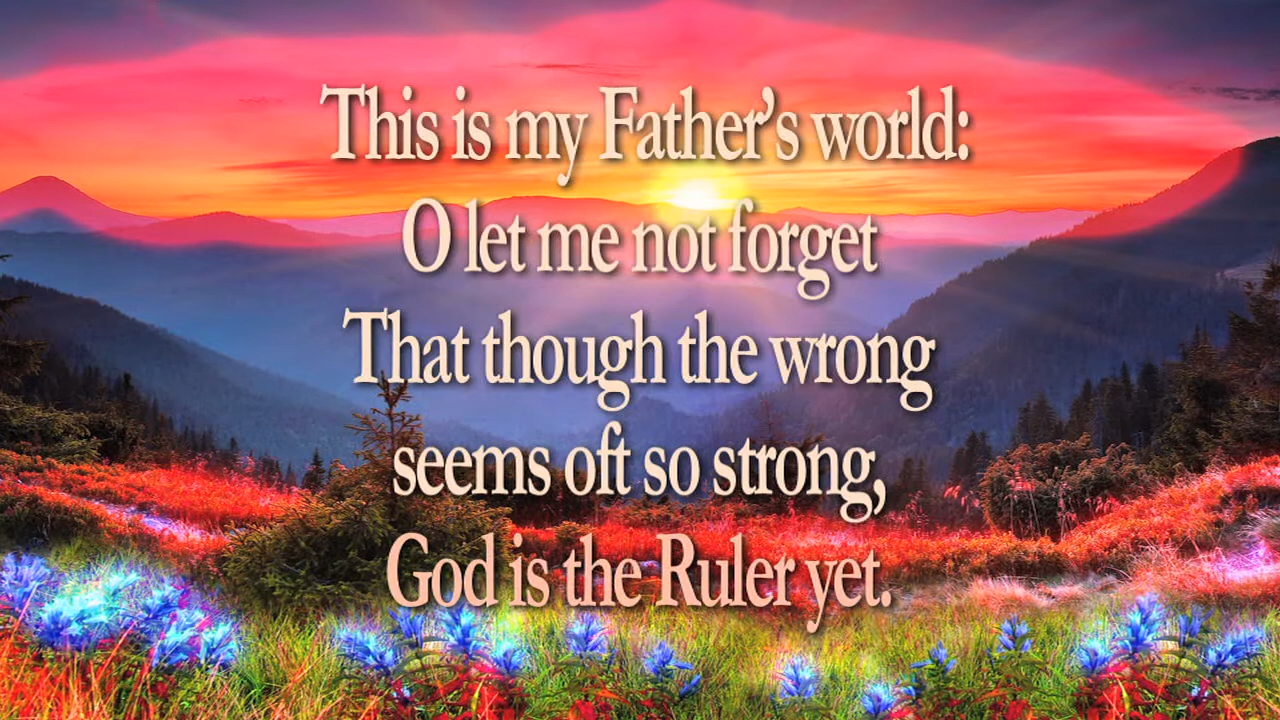 This is my Father’s world:
O let me not forget
That though the wrong
seems oft so strong,
God is the Ruler yet.